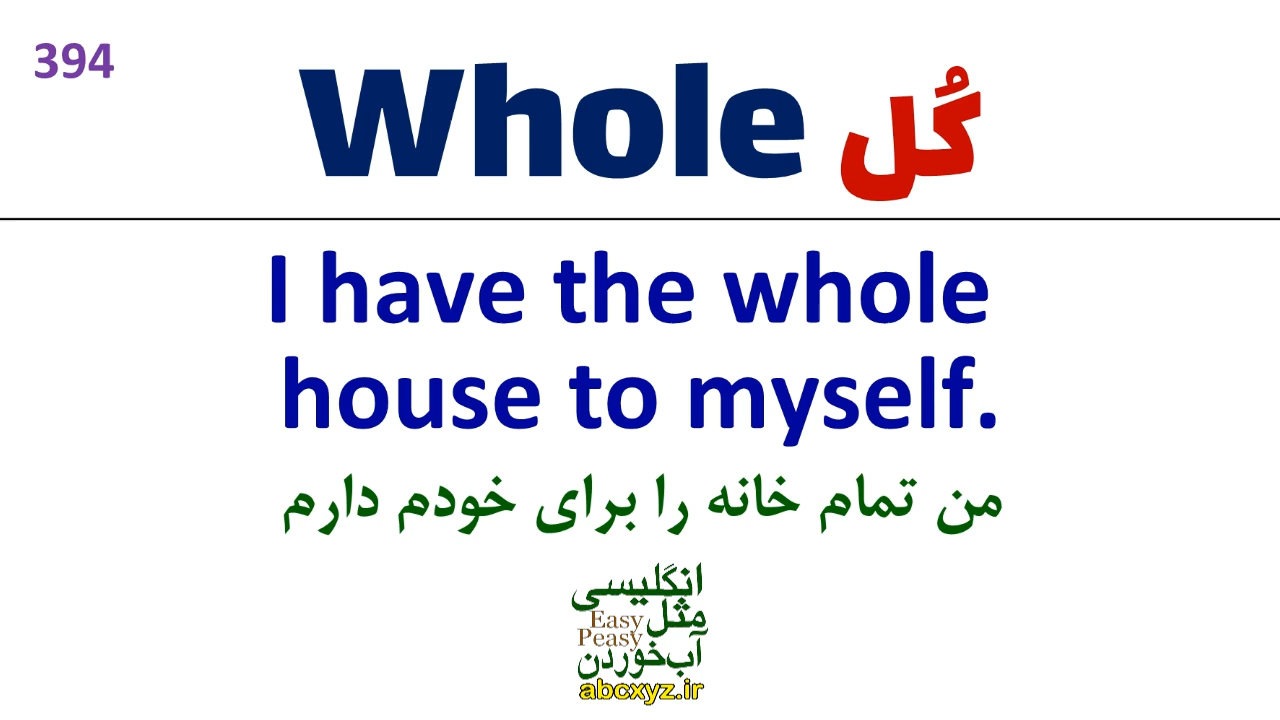 394
Whole کُل
I have the whole
house to myself.
من تمام خانه را برای خودم دارم
انگلیسی
مثل Easy
Peasy
آب‌خوردن
abcxyz.ir